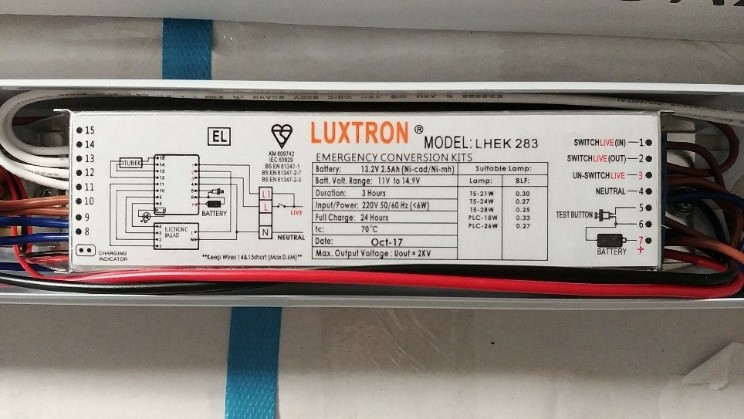 LUXTRON ® MODEL: LHEK 283
EL
KM 609742
IEC 60929
BS EN 61347-1
BS EN 61347-2-7
BS EN 61347-2-3
EMERGENCY CONVERSION KITS
Battery: 13.2V 2.5Ah (Ni-cad/Ni-mh)
Batt. Volt. Range: 11V to 14.9V
Duration: 3 Hours
Input/Power: 220V 50/60 Hz (<6W)
Full Charge: 24 Hours
tc: 70°C
Date: Oct-17
Max. Output Voltage : Uout = 2KV
Suitable Lamp:
Lamp: BLF:
T5-21W 0.30
T5-24W 0.27
T5-28W 0.25
PLC-18W 0.33
PLC-26W 0.27
15
14
13
12
11
10
9
8
CHARGING
INDICATOR
TUBE
BATTERY
ELECTRONIC
BALLAST
L1
L
N
LIVE
NEUTRAL
**Keep Wires 14&15short (Max.0.6M)**
SWITCH LIVE (IN) 1
SWITCH LIVE (OUT) 2
UN-SWITCH LIVE 3
NEUTRAL 4
5
TEST BUTTON
6
7
+
BATTERY